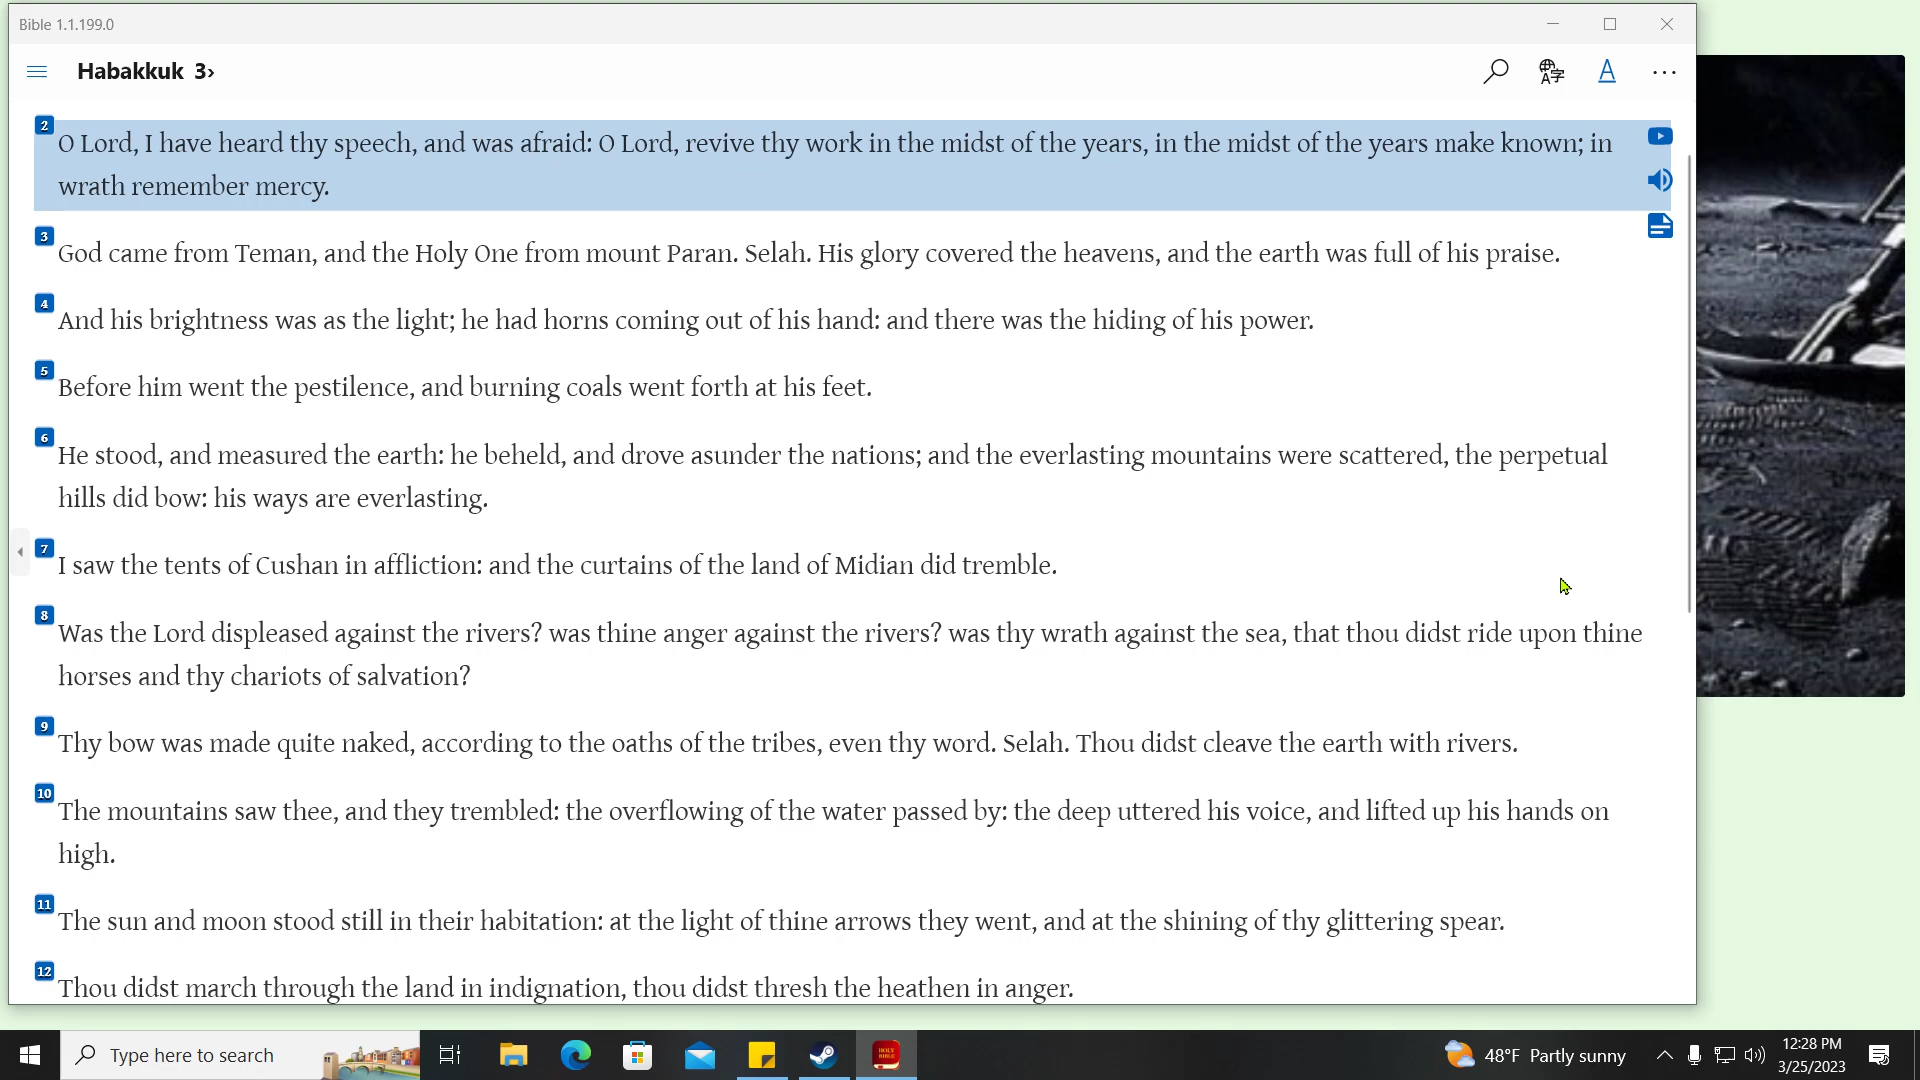 Bible 1.1.199.0
Habakkuk 3›
2
O Lord, I have heard thy speech, and was afraid: O Lord, revive thy work in the midst of the years, in the midst of the years make known; in
wrath remember mercy.
3
God came from Teman, and the Holy One from mount Paran. Selah. His glory covered the heavens, and the earth was full of his praise.
4
And his brightness was as the light; he had horns coming out of his hand: and there was the hiding of his power.
5
Before him went the pestilence, and burning coals went forth at his feet.
6
He stood, and measured the earth: he beheld, and drove asunder the nations; and the everlasting mountains were scattered, the perpetual
hills did bow: his ways are everlasting.
7
I saw the tents of Cushan in affliction: and the curtains of the land of Midian did tremble.
8
Was the Lord displeased against the rivers? was thine anger against the rivers? was thy wrath against the sea, that thou didst ride upon thine
horses and thy chariots of salvation?
9
Thy bow was made quite naked, according to the oaths of the tribes, even thy word. Selah. Thou didst cleave the earth with rivers.
10
The mountains saw thee, and they trembled: the overflowing of the water passed by: the deep uttered his voice, and lifted up his hands on
high.
11
The sun and moon stood still in their habitation: at the light of thine arrows they went, and at the shining of thy glittering spear.
12
Thou didst march through the land in indignation, thou didst thresh the heathen in anger.
Type here to search
HOLY
BIBLE
48°F Partly sunny
12:28 PM
3/25/2023